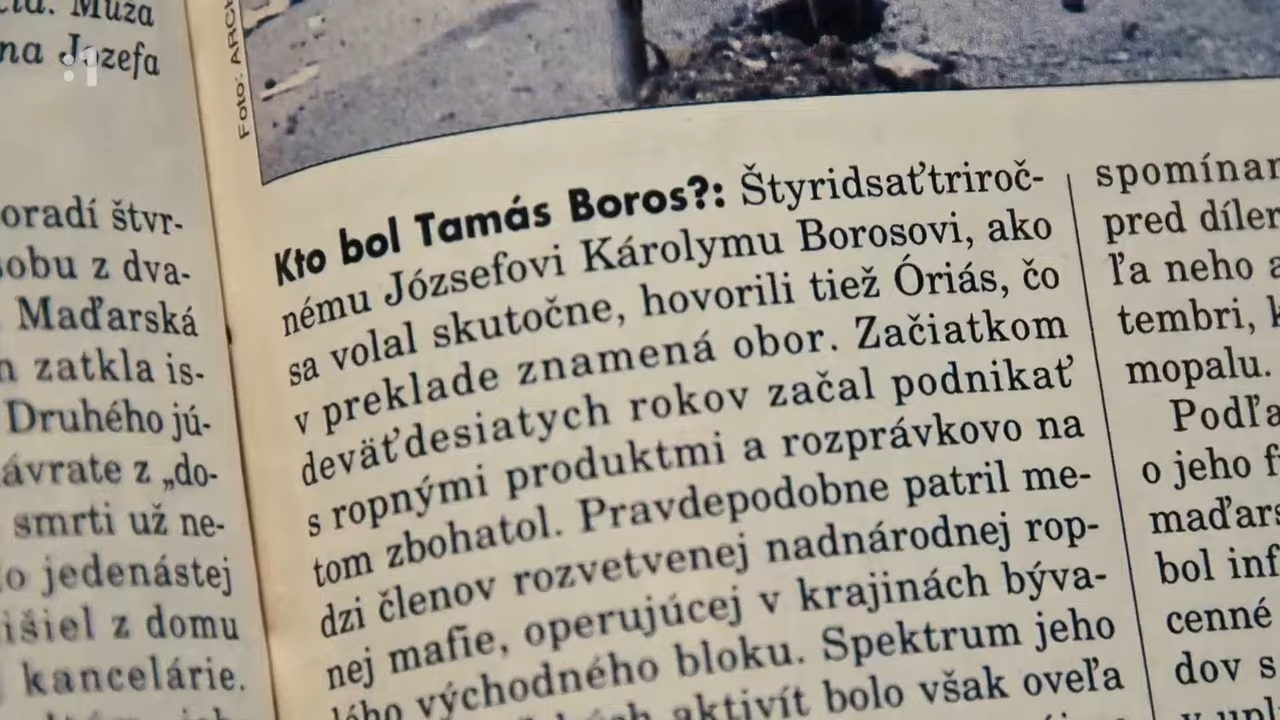 Muža
na Jozefa
oradí štvr-
sobu z dva-
Maďarská
zatkla is-
Druhého jú-
ávrate z „do-
smrti už ne-
o jedenástej
išiel z domu
kancelárie.
Foto: ARCH
Kto bol Tamás Boros?: Štyridsaťtriroč-
nému Józsefovi Károlymu Borosovi, ako
sa volal skutočne, hovorili tiež Óriás, čo
v preklade znamená obor. Začiatkom
deväťdesiatych rokov začal podnikať
s ropnými produktmi a rozprávkovo na
tom zbohatol. Pravdepodobne patril me-
dzi členov rozvetvenej nadnárodnej rop-
nej mafie, operujúcej v krajinách býva-
lého východného bloku. Spektrum jeho
aktivít bolo však oveľa
spomínan
pred dílen
ľa neho a
tembri, k
mopalu.
Podľa
o jeho f
maďars
bol inf
cenné
dov s